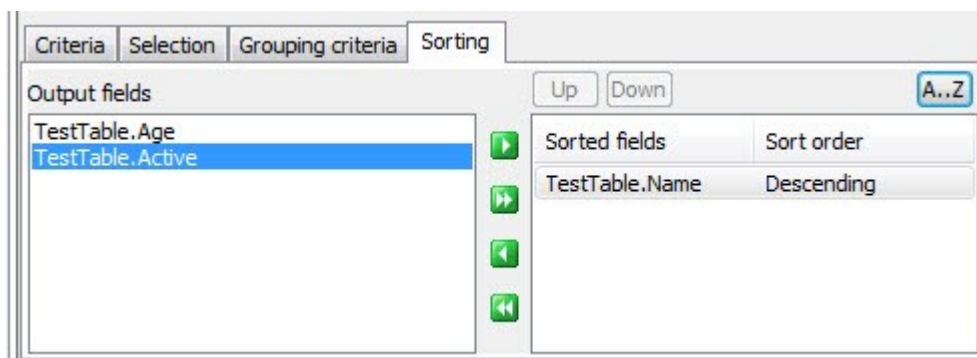 Criteria Selection Grouping criteria Sorting
Output fields
Up Down A..Z
TestTable.Age
TestTable.Active
Sorted fields Sort order
TestTable.Name Descending